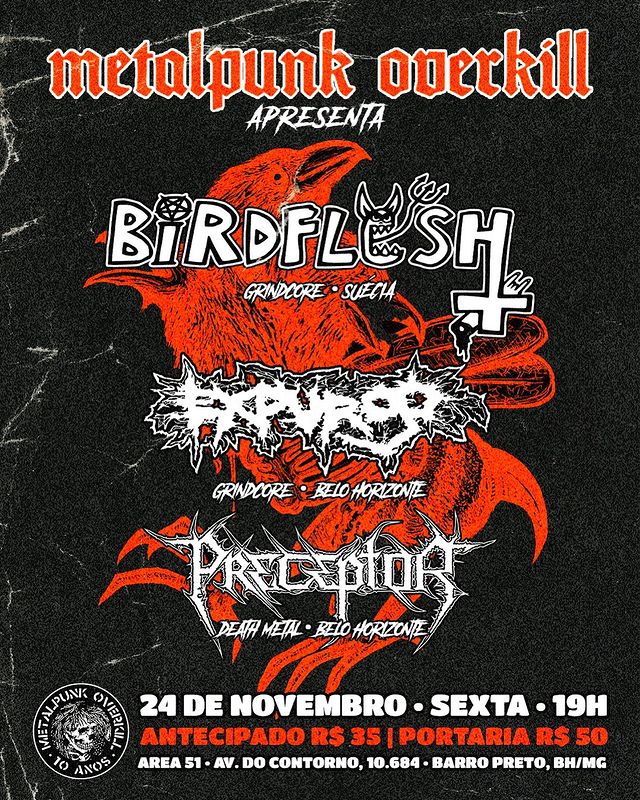 metalpunk overkill
APRESENTA
BiRDFLESH
GRINDCORE • SUÉCIA
EXPURGO
GRINDCORE • BELO HORIZONTE
PRECEPTOR
DEATH METAL • BELO HORIZONTE
24 DE NOVEMBRO • SEXTA • 19H
ANTECIPADO R$ 35 | PORTARIA R$ 50
AREA 51 • AV. DO CONTORNO, 10.684 • BARRO PRETO, BH/MG
METALPUNK OVERKILL
• 10 ANOS •